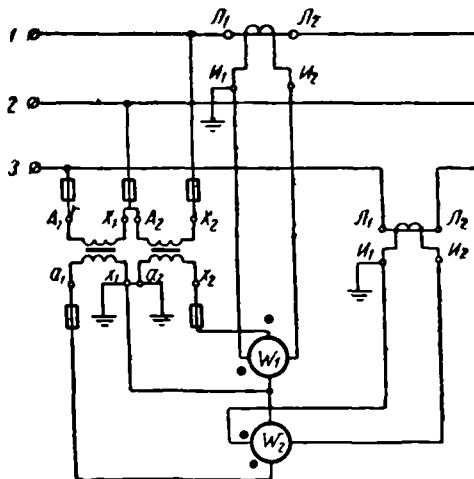 1 Л₁ Л₂
И₁ И₂
2
3
A₁ X₁ A₂ X₂ Л₁ Л₂
И₁ И₂
a₁ x₁ a₂ x₂
W₁
W₂